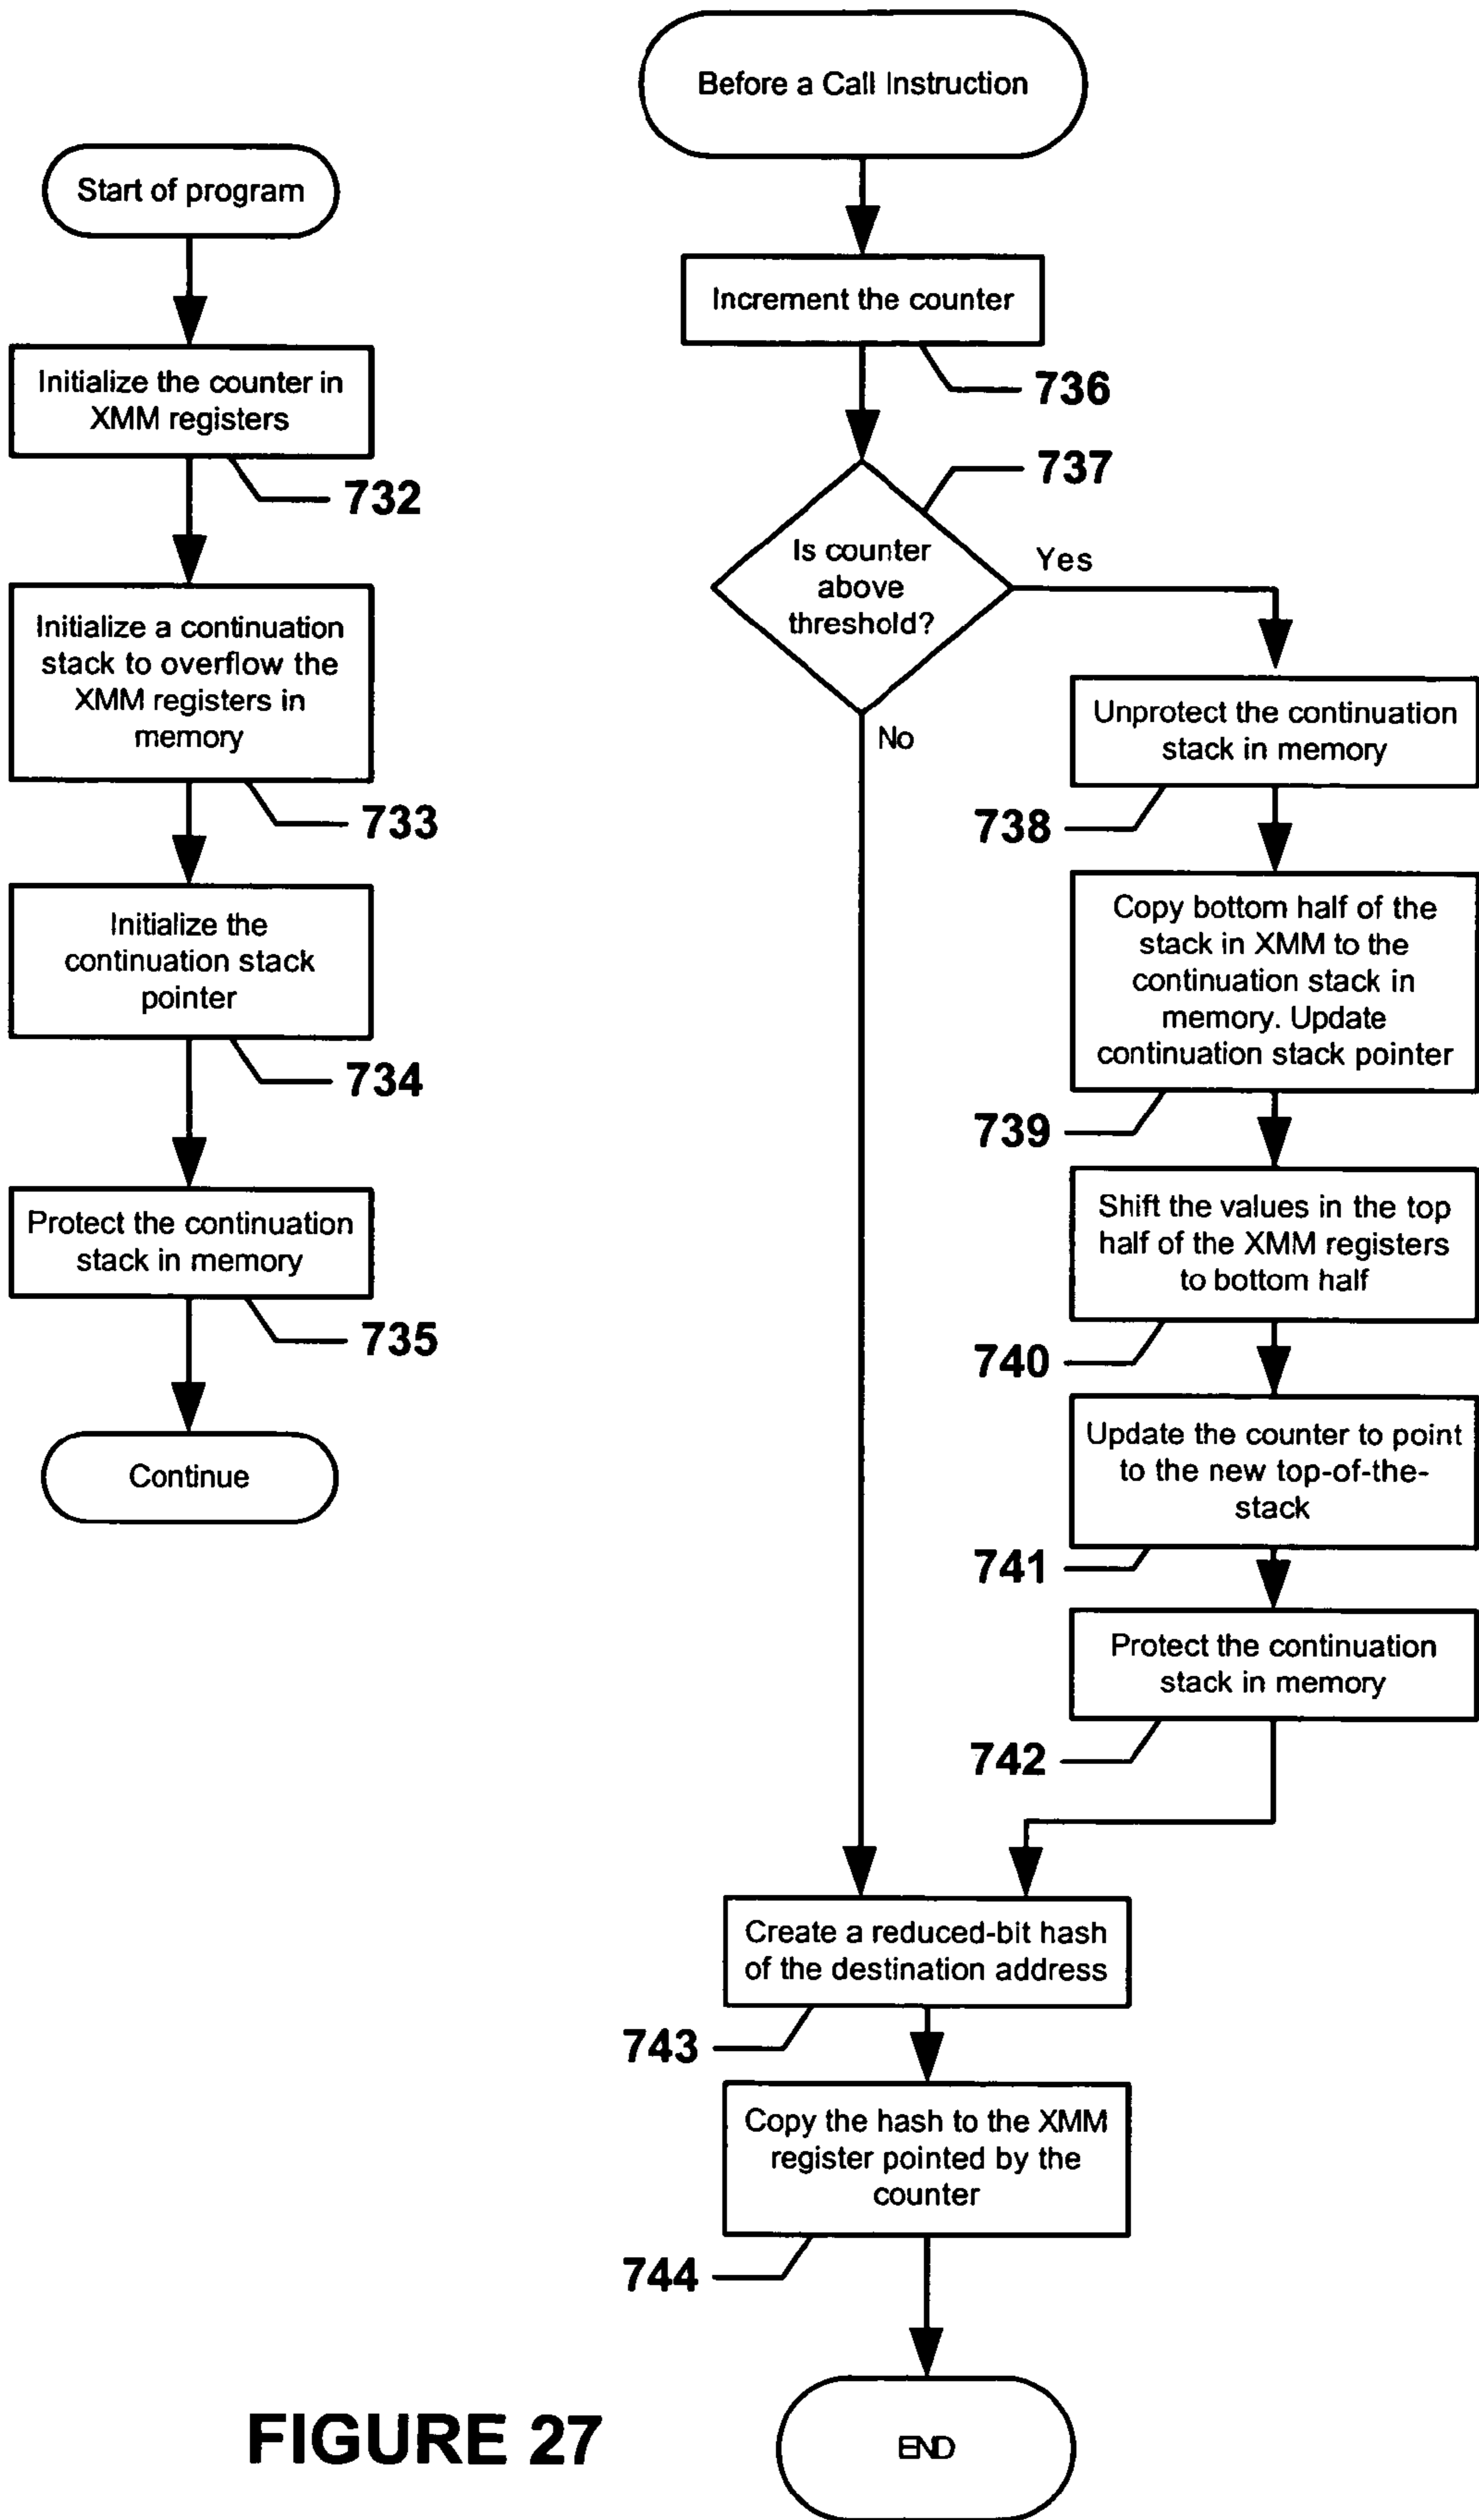 Start of program
Initialize the counter in
XMM registers
732
Initialize a continuation
stack to overflow the
XMM registers in
memory
733
Initialize the
continuation stack
pointer
734
Protect the continuation
stack in memory
735
Continue
Before a Call Instruction
Increment the counter
736
737
Is counter
above
threshold?
Yes
No
Unprotect the continuation
stack in memory
738
Copy bottom half of the
stack in XMM to the
continuation stack in
memory. Update
continuation stack pointer
739
Shift the values in the top
half of the XMM registers
to bottom half
740
Update the counter to point
to the new top-of-the-
stack
741
Protect the continuation
stack in memory
742
Create a reduced-bit hash
of the destination address
743
Copy the hash to the XMM
register pointed by the
counter
744
END
FIGURE 27